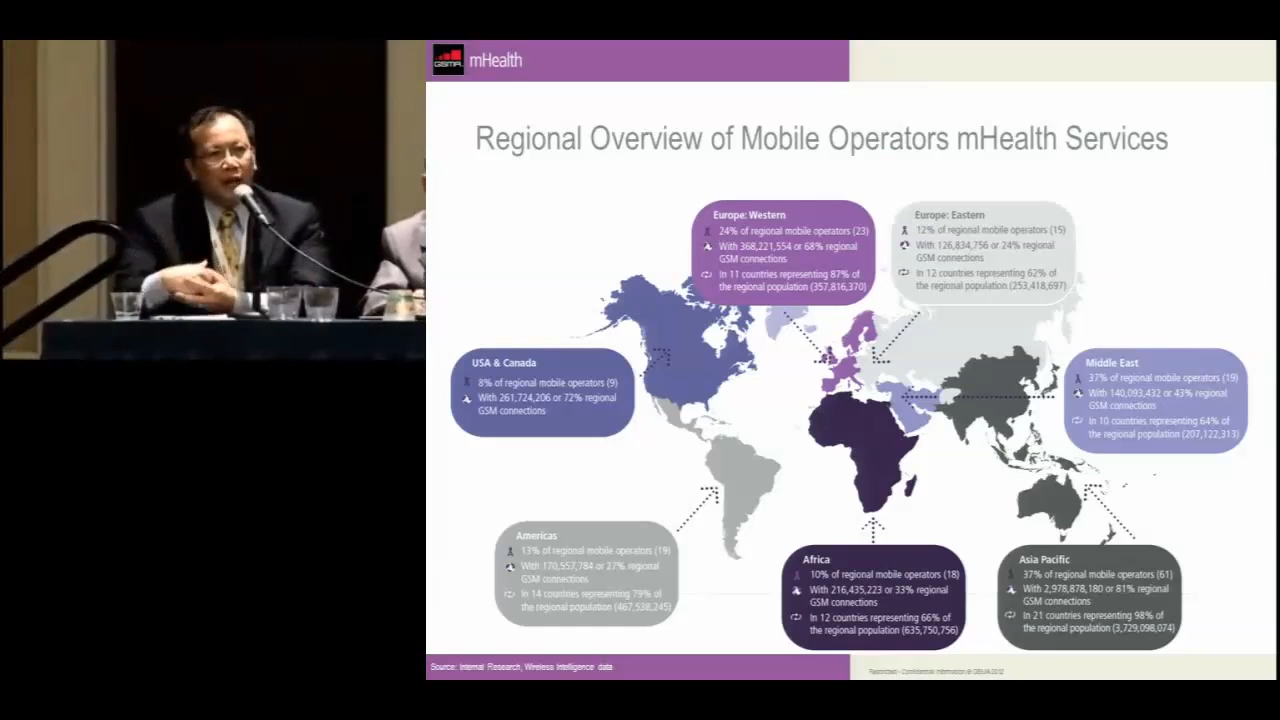 GSMA
mHealth
Regional Overview of Mobile Operators mHealth Services
Europe: Western
24% of regional mobile operators (23)
With 368,221,554 or 68% regional
GSM connections
In 11 countries representing 87% of
the regional population (357,816,370)
Europe: Eastern
12% of regional mobile operators (15)
With 126,834,756 or 24% regional
GSM connections
In 12 countries representing 62% of
the regional population (253,418,697)
USA & Canada
8% of regional mobile operators (9)
With 261,724,206 or 72% regional
GSM connections
Middle East
37% of regional mobile operators (19)
With 140,093,432 or 43% regional
GSM connections
In 10 countries representing 64% of
the regional population (207,122,313)
Americas
13% of regional mobile operators (19)
With 170,557,784 or 27% regional
GSM connections
In 14 countries representing 79% of
the regional population (467,538,245)
Africa
10% of regional mobile operators (18)
With 216,435,223 or 33% regional
GSM connections
In 12 countries representing 66% of
the regional population (635,750,756)
Asia Pacific
37% of regional mobile operators (61)
With 2,978,878,180 or 81% regional
GSM connections
In 21 countries representing 98% of
the regional population (3,729,098,074)
Source: Internal Research, Wireless Intelligence data
Restricted - Confidential Information © GSMA 2012